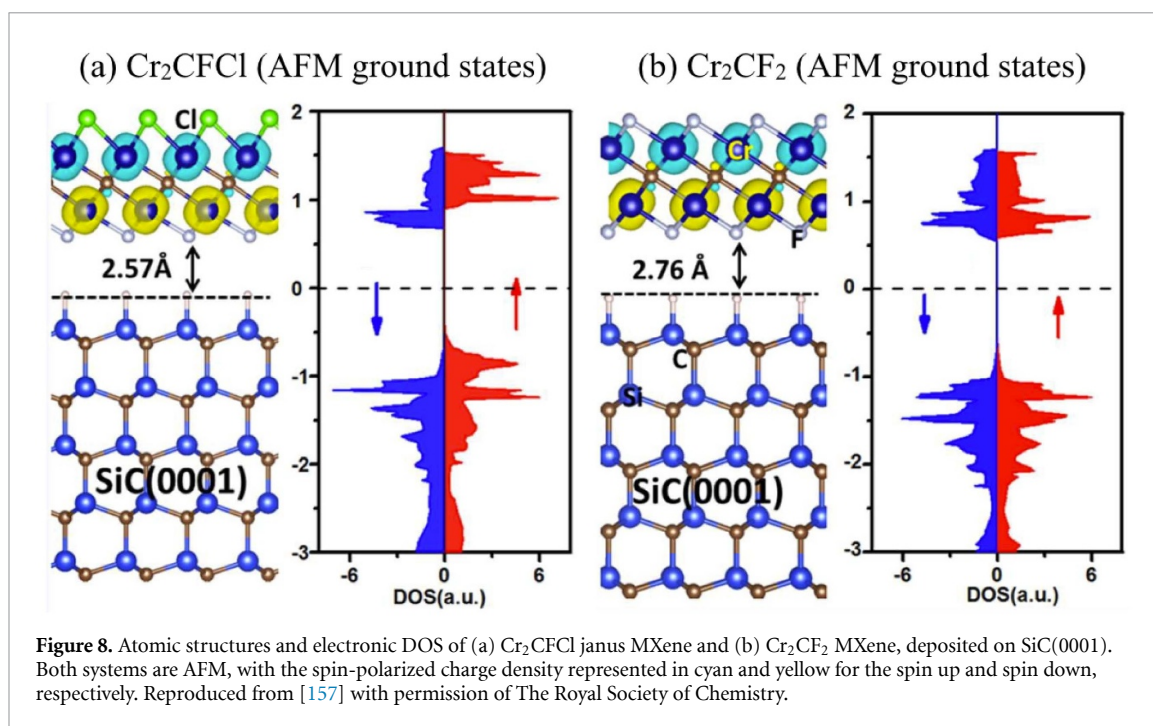 (a) Cr₂CFCl (AFM ground states)
(b) Cr₂CF₂ (AFM ground states)
Cl
2.57Å
SiC(0001)
2
1
0
-1
-2
-3
-6 0 6
DOS(a.u.)
Cr
F
2.76 Å
C
Si
SiC(0001)
2
1
0
-1
-2
-3
-6 -3 0 3 6
DOS(a.u.)
Figure 8. Atomic structures and electronic DOS of (a) Cr₂CFCl janus MXene and (b) Cr₂CF₂ MXene, deposited on SiC(0001).
Both systems are AFM, with the spin-polarized charge density represented in cyan and yellow for the spin up and spin down,
respectively. Reproduced from [157] with permission of The Royal Society of Chemistry.